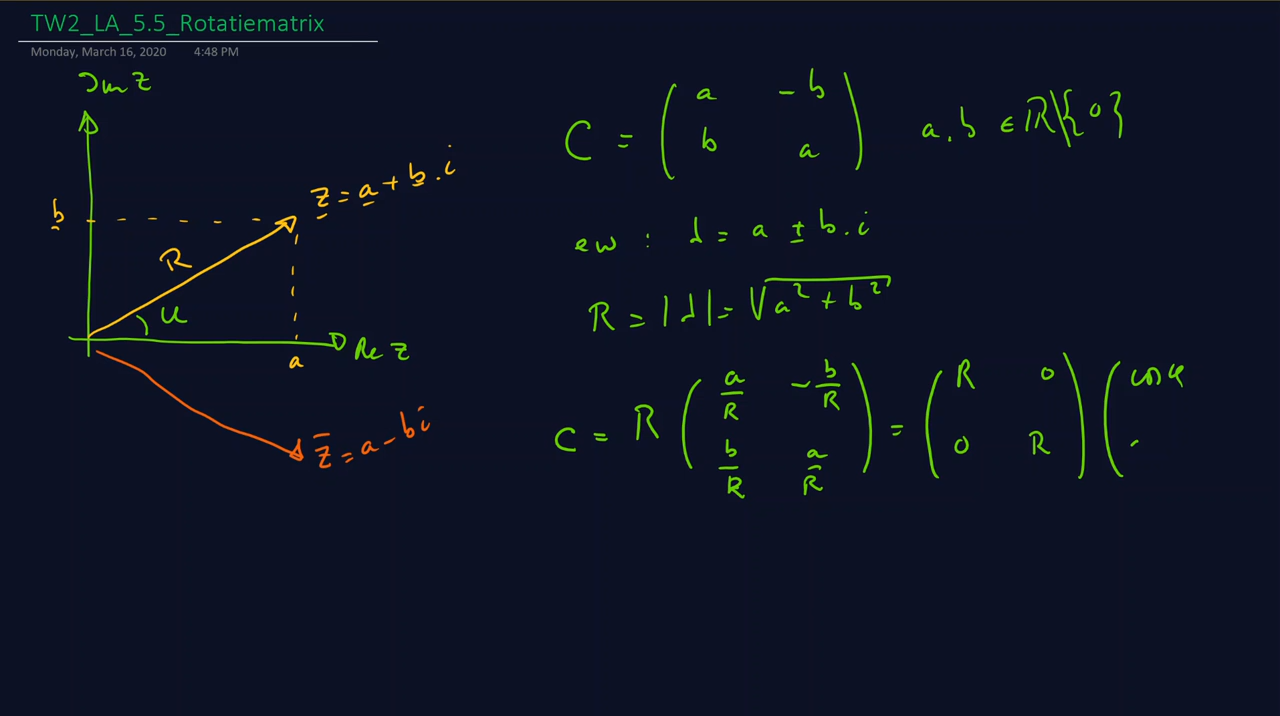 TW2_LA_5.5_Rotatiematrix
Monday, March 16, 2020 4:48 PM
Im z
b
R
z = a + b.i
a
Re z
z̄ = a - bi
C = ( a -b ; b a ) a, b ∈ ℝ\{0}
ew : λ = a ± b.i
R = |λ| = √(a² + b²)
C = R ( a/R -b/R ; b/R a/R ) = ( R 0 ; 0 R ) ( cos